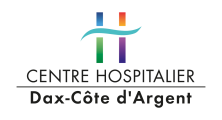 CENTRE HOSPITALIER
Dax-Côte d'Argent